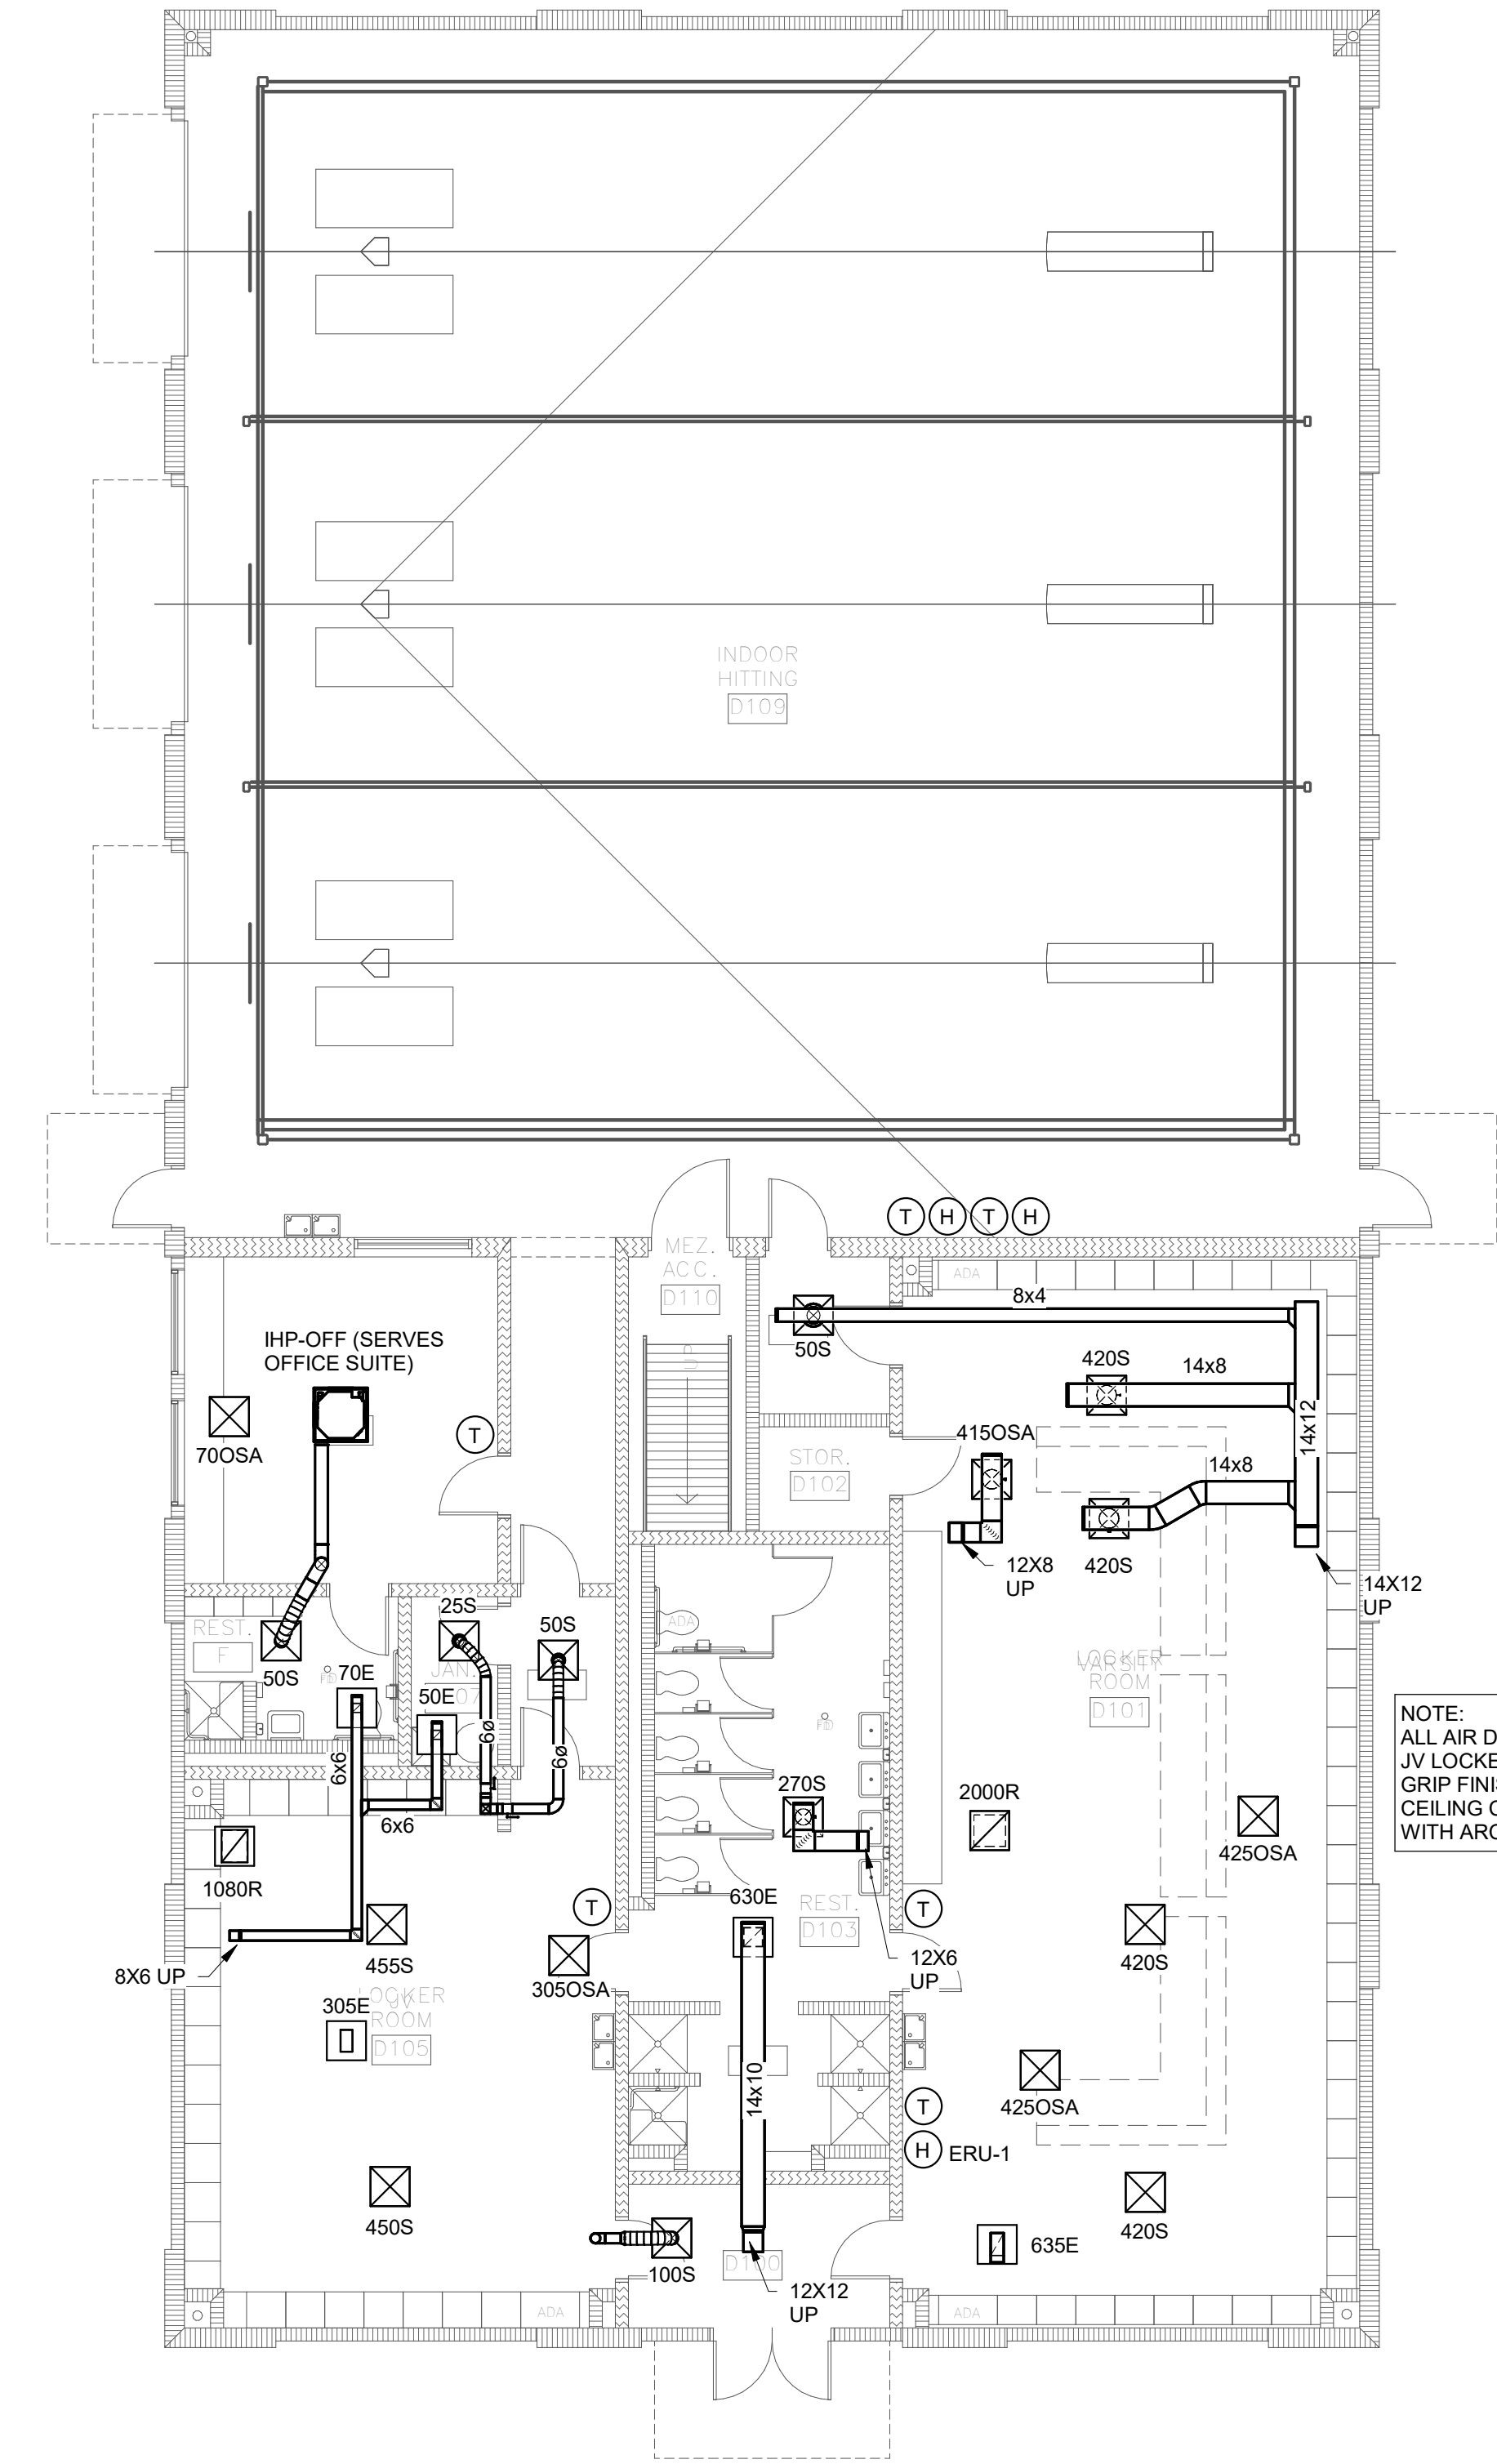 INDOOR
HITTING
D109
T
H
T
H
MEZ.
ACC.
D110
ADA
8x4
IHP-OFF (SERVES
OFFICE SUITE)
50S
420S
14x8
14x12
70OSA
T
415OSA
STOR.
D102
14x8
12X8
UP
420S
14X12
UP
25S
50S
REST.
F
50S
70E
JAN.
50E
6ø
6ø
ADA
LOCKER
VARSITY
ROOM
D101
NOTE:
ALL AIR D
JV LOCKE
GRIP FINIS
CEILING
WITH ARC
6x6
6x6
270S
2000R
425OSA
1080R
630E
T
T
REST.
D103
455S
305OSA
12X6
UP
420S
8X6 UP
305E
LOCKER
JV
ROOM
D105
14x10
425OSA
T
H
ERU-1
450S
420S
635E
100S
D100
12X12
UP
ADA
ADA